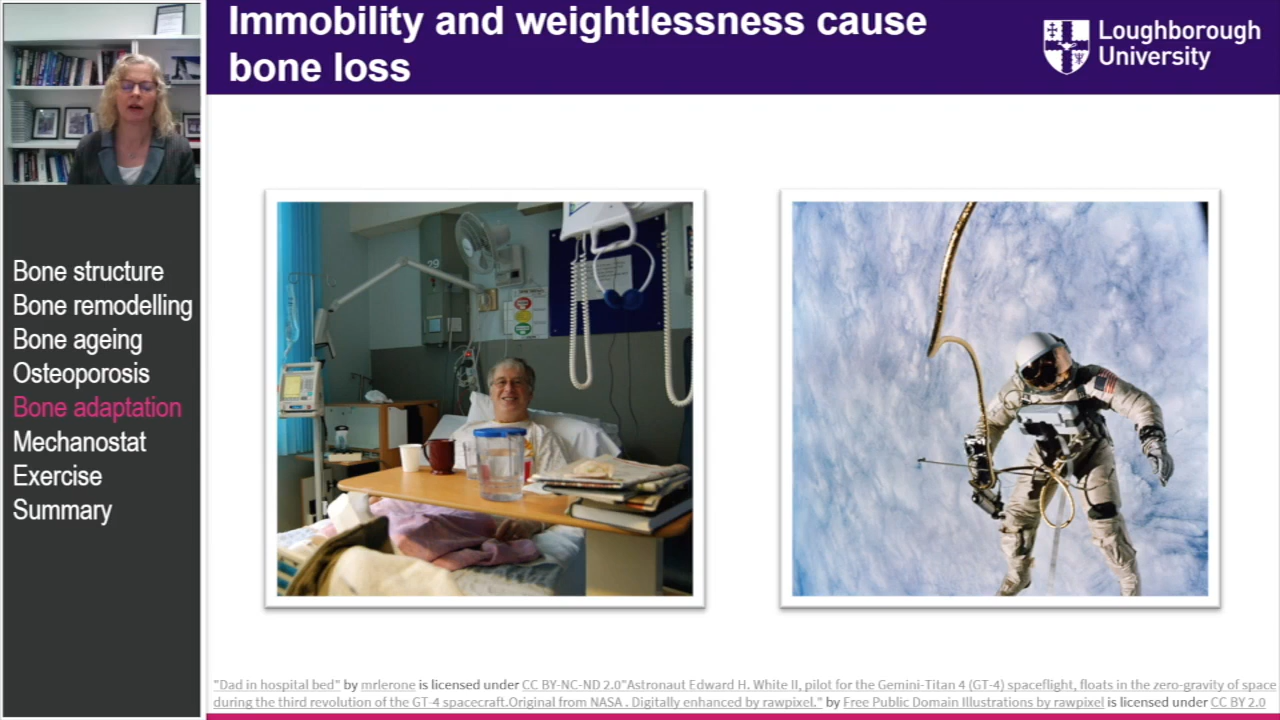 Immobility and weightlessness cause
bone loss
Loughborough
University
Bone structure
Bone remodelling
Bone ageing
Osteoporosis
Bone adaptation
Mechanostat
Exercise
Summary
29
"Dad in hospital bed" by mrlerone is licensed under CC BY-NC-ND 2.0"Astronaut Edward H. White II, pilot for the Gemini-Titan 4 (GT-4) spaceflight, floats in the zero-gravity of space
during the third revolution of the GT-4 spacecraft.Original from NASA . Digitally enhanced by rawpixel." by Free Public Domain Illustrations by rawpixel is licensed under CC BY 2.0